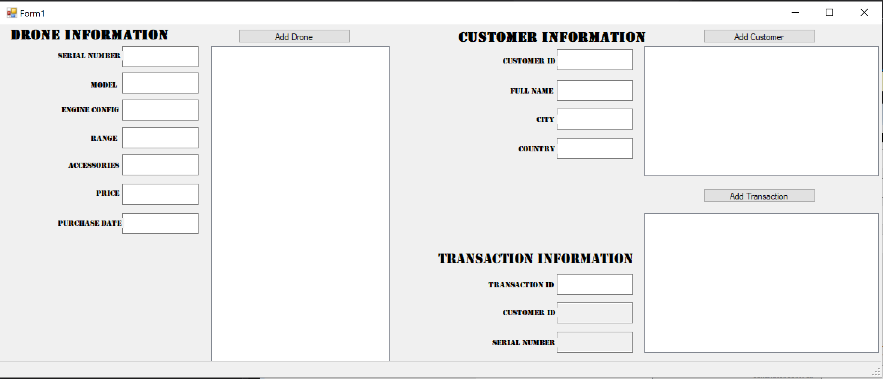 Form1
DRONE INFORMATION
Add Drone
SERIAL NUMBER
MODEL
ENGINE CONFIG
RANGE
ACCESSORIES
PRICE
PURCHASE DATE
CUSTOMER INFORMATION
Add Customer
CUSTOMER ID
FULL NAME
CITY
COUNTRY
Add Transaction
TRANSACTION INFORMATION
TRANSACTION ID
CUSTOMER ID
SERIAL NUMBER